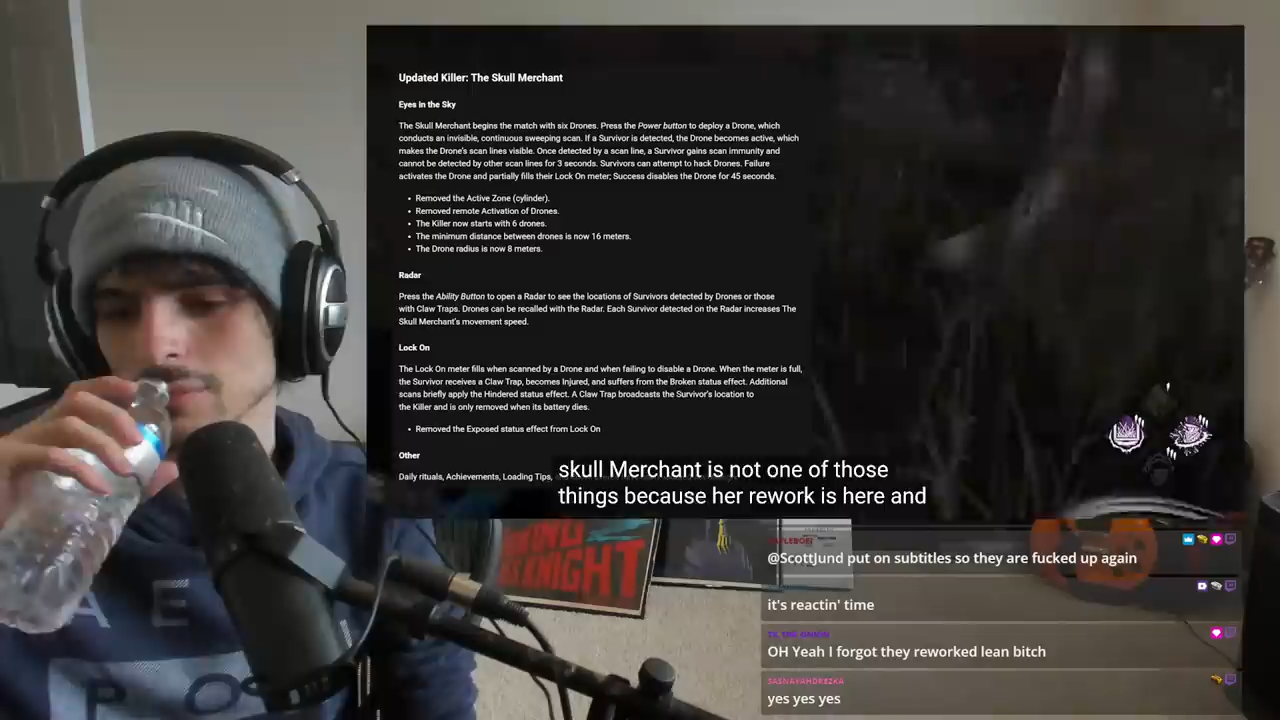 Updated Killer: The Skull Merchant
Eyes in the Sky
The Skull Merchant begins the match with six Drones. Press the Power button to deploy a Drone, which
conducts an invisible, continuous sweeping scan. If a Survivor is detected, the Drone becomes active, which
makes the Drone's scan lines visible. Once detected by a scan line, a Survivor gains scan immunity and
cannot be detected by other scan lines for 3 seconds. Survivors can attempt to hack Drones. Failure
activates the Drone and partially fills their Lock On meter; Success disables the Drone for 45 seconds.
• Removed the Active Zone (cylinder).
• Removed remote Activation of Drones.
• The Killer now starts with 6 drones.
• The minimum distance between drones is now 16 meters.
• The Drone radius is now 8 meters.
Radar
Press the Ability Button to open a Radar to see the locations of Survivors detected by Drones or those
with Claw Traps. Drones can be recalled with the Radar. Each Survivor detected on the Radar increases The
Skull Merchant's movement speed.
Lock On
The Lock On meter fills when scanned by a Drone and when failing to disable a Drone. When the meter is full,
the Survivor receives a Claw Trap, becomes Injured, and suffers from the Broken status effect. Additional
scans briefly apply the Hindered status effect. A Claw Trap broadcasts the Survivor's location to
the Killer and is only removed when its battery dies.
• Removed the Exposed status effect from Lock On
Other
Daily rituals, Achievements, Loading Tips,
skull Merchant is not one of those
things because her rework is here and
@ScottJund put on subtitles so they are fucked up again
it's reactin' time
OH Yeah I forgot they reworked lean bitch
SASNAYAHOREZKA
yes yes yes
KNIGHT
A E